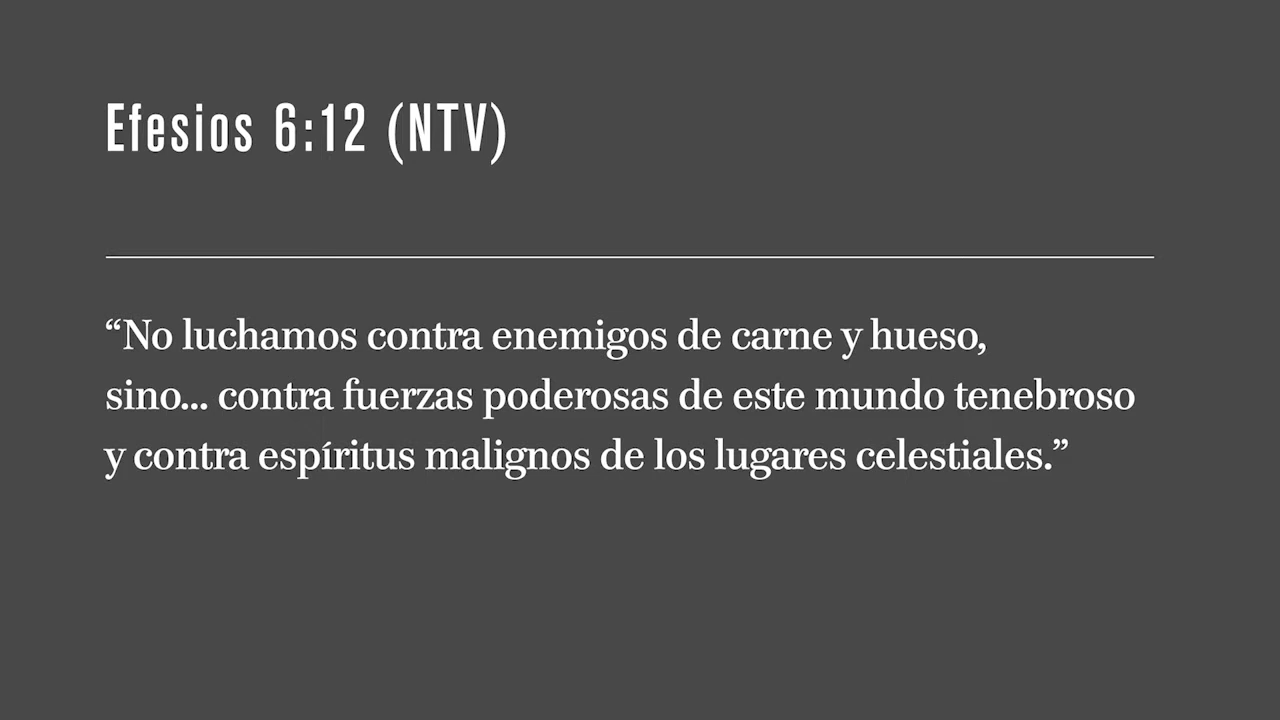 Efesios 6:12 (NTV)
“No luchamos contra enemigos de carne y hueso,
sino... contra fuerzas poderosas de este mundo tenebroso
y contra espíritus malignos de los lugares celestiales.”